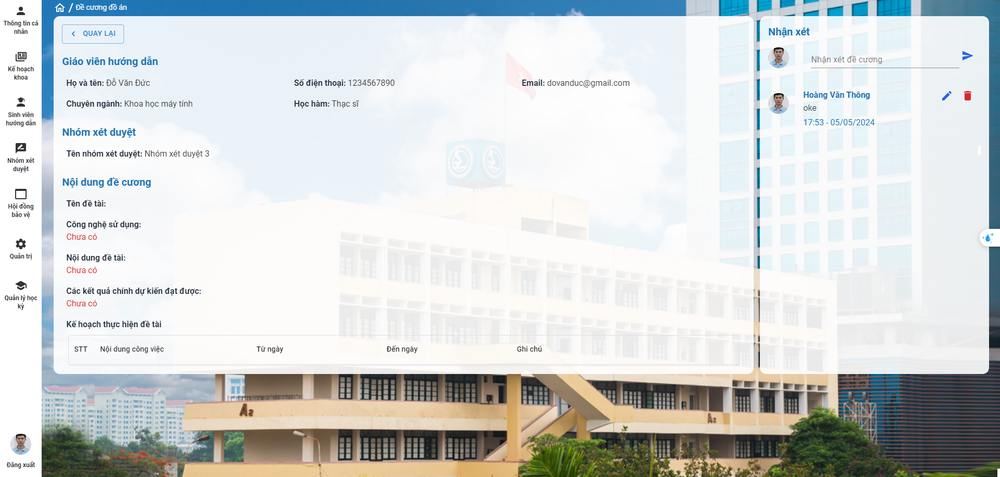 Thông tin cá
nhân
Kế hoạch
khoa
Sinh viên
hướng dẫn
Nhóm xét
duyệt
Hội đồng
bảo vệ
Quản trị
Quản lý học
kỳ
Đăng xuất
/ Đề cương đồ án
QUAY LẠI
Giáo viên hướng dẫn
Họ và tên: Đỗ Văn Đức Số điện thoại: 1234567890 Email: dovanduc@gmail.com
Chuyên ngành: Khoa học máy tính Học hàm: Thạc sĩ
Nhóm xét duyệt
Tên nhóm xét duyệt: Nhóm xét duyệt 3
Nội dung đề cương
Tên đề tài:
Công nghệ sử dụng:
Chưa có
Nội dung đề tài:
Chưa có
Các kết quả chính dự kiến đạt được:
Chưa có
Kế hoạch thực hiện đề tài
STT Nội dung công việc Từ ngày Đến ngày Ghi chú
Nhận xét
Nhận xét đề cương
Hoàng Văn Thông
oke
17:53 - 05/05/2024